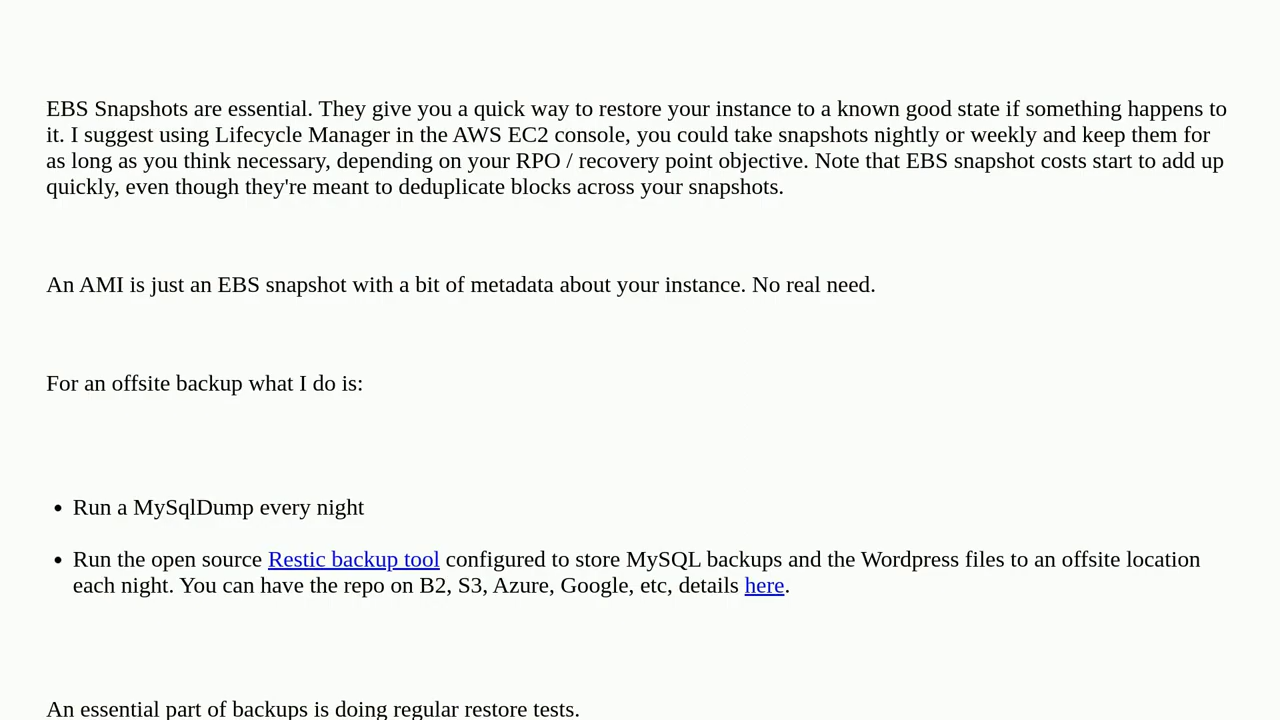 EBS Snapshots are essential. They give you a quick way to restore your instance to a known good state if something happens to
it. I suggest using Lifecycle Manager in the AWS EC2 console, you could take snapshots nightly or weekly and keep them for
as long as you think necessary, depending on your RPO / recovery point objective. Note that EBS snapshot costs start to add up
quickly, even though they're meant to deduplicate blocks across your snapshots.
An AMI is just an EBS snapshot with a bit of metadata about your instance. No real need.
For an offsite backup what I do is:
• Run a MySqlDump every night
• Run the open source Restic backup tool configured to store MySQL backups and the Wordpress files to an offsite location
each night. You can have the repo on B2, S3, Azure, Google, etc, details here.
An essential part of backups is doing regular restore tests.